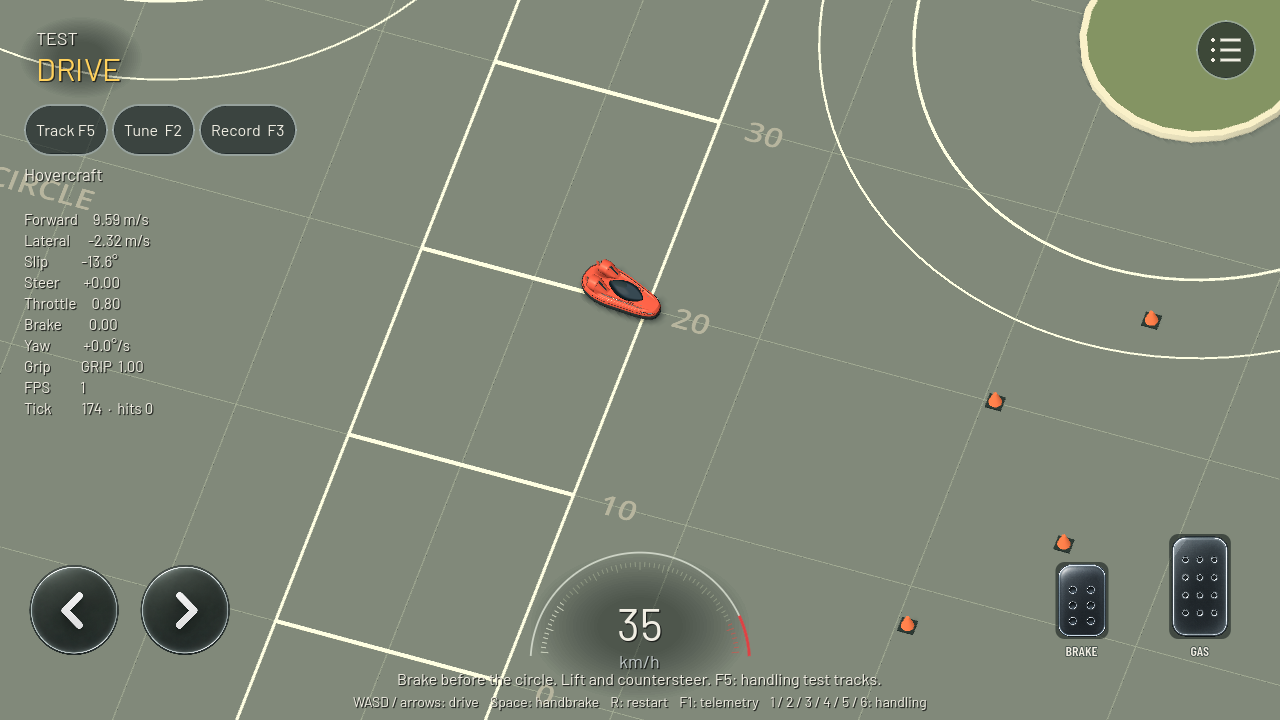 TEST
DRIVE
Track F5
Tune F2
Record F3
Hovercraft
Forward 9.59 m/s
Lateral -2.32 m/s
Slip -13.6°
Steer +0.00
Throttle 0.80
Brake 0.00
Yaw +0.0°/s
Grip GRIP 1.00
FPS 1
Tick 174 · hits 0
CIRCLE
30
20
10
0
35
km/h
BRAKE
GAS
Brake before the circle. Lift and countersteer. F5: handling test tracks.
WASD / arrows: drive Space: handbrake R: restart F1: telemetry 1 / 2 / 3 / 4 / 5 / 6: handling